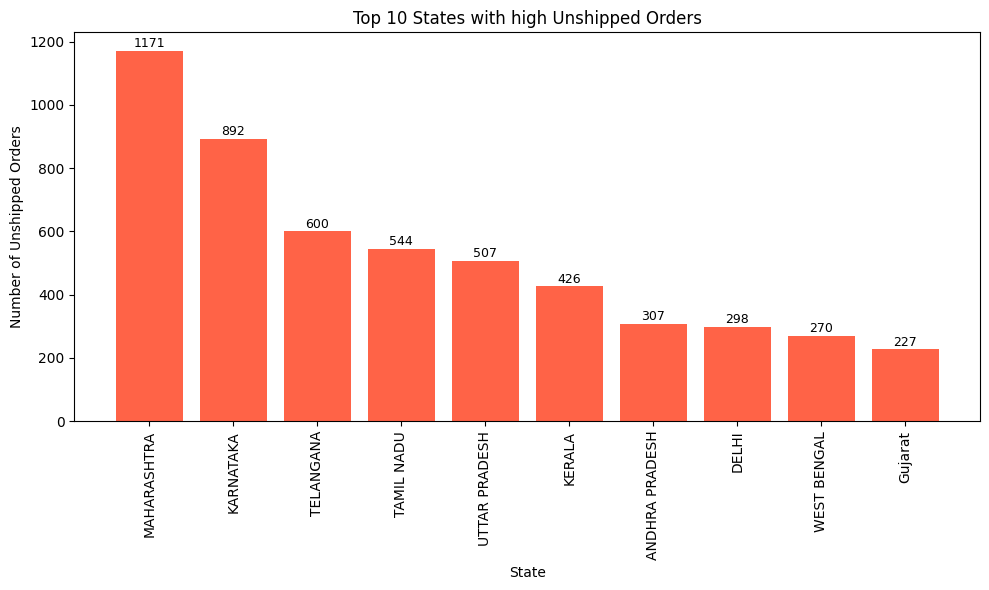 Top 10 States with high Unshipped Orders
Number of Unshipped Orders
1200
1000
800
600
400
200
0
1171
892
600
544
507
426
307
298
270
227
MAHARASHTRA
KARNATAKA
TELANGANA
TAMIL NADU
UTTAR PRADESH
KERALA
ANDHRA PRADESH
DELHI
WEST BENGAL
Gujarat
State